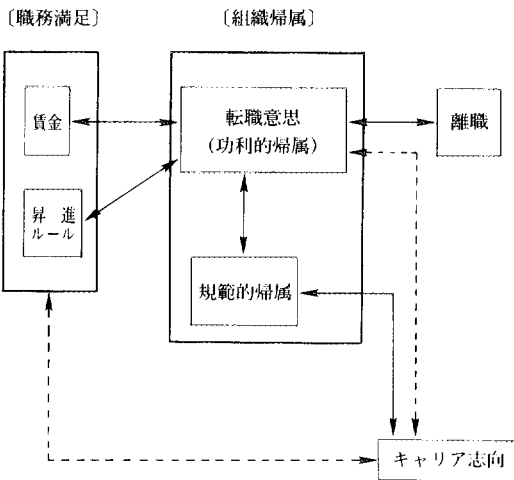 〔職務満足〕
〔組織帰属〕
賃金
転職意思
(功利的帰属)
離職
昇進
ルール
規範的帰属
キャリア志向